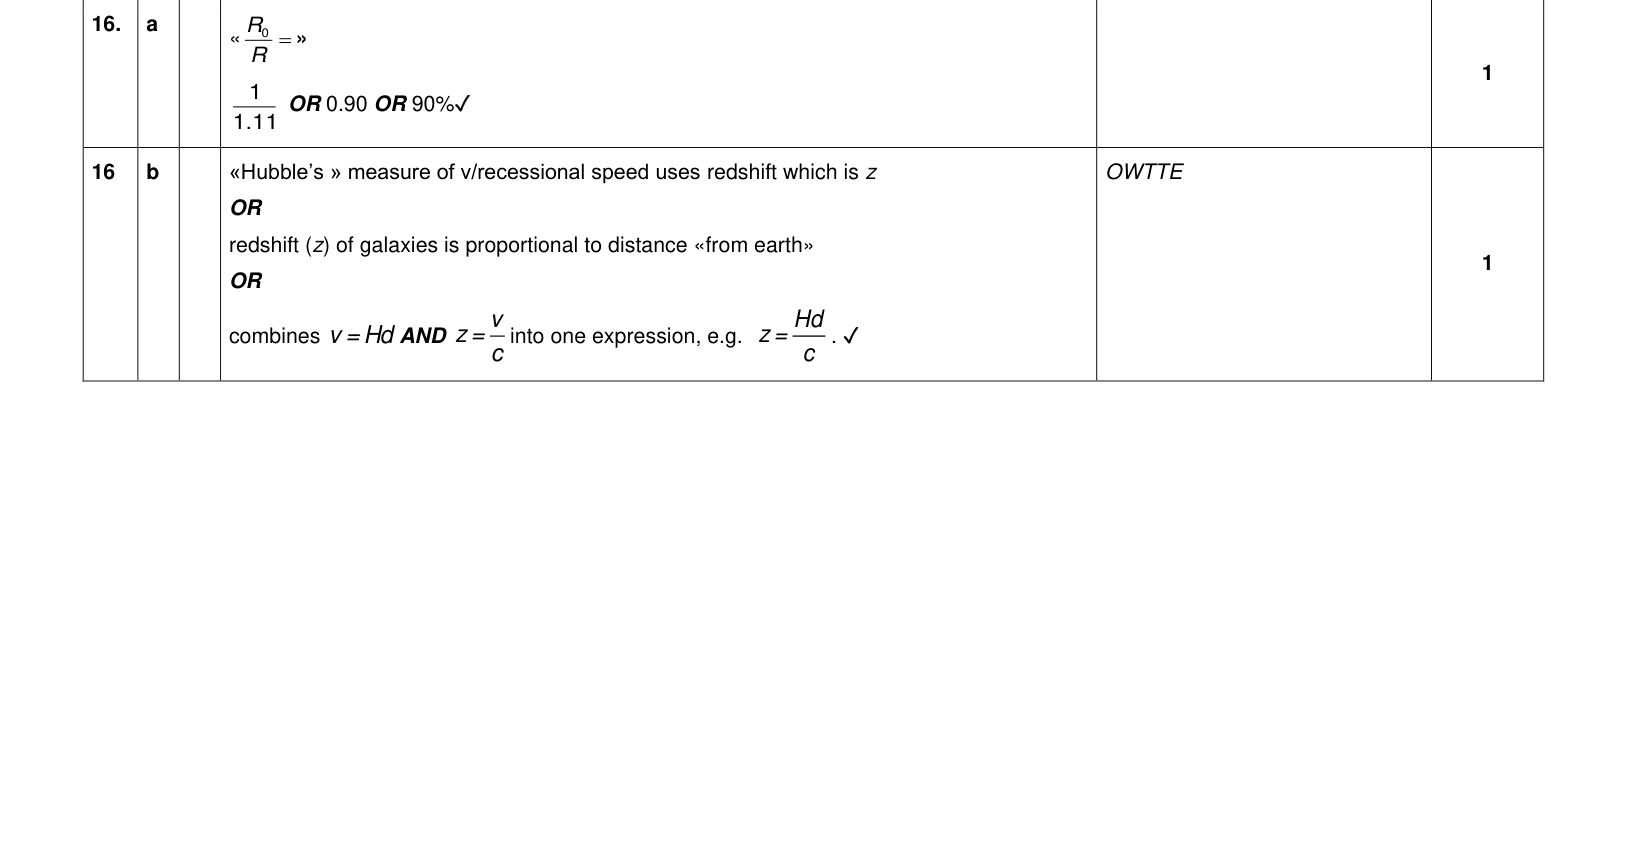 16. a «R₀/R = »
1/1.11 OR 0.90 OR 90%✓
1
16 b «Hubble’s » measure of v/recessional speed uses redshift which is z
OWTTE
OR
redshift (z) of galaxies is proportional to distance «from earth»
1
OR
combines v = Hd AND z = v/c into one expression, e.g. z = Hd/c . ✓